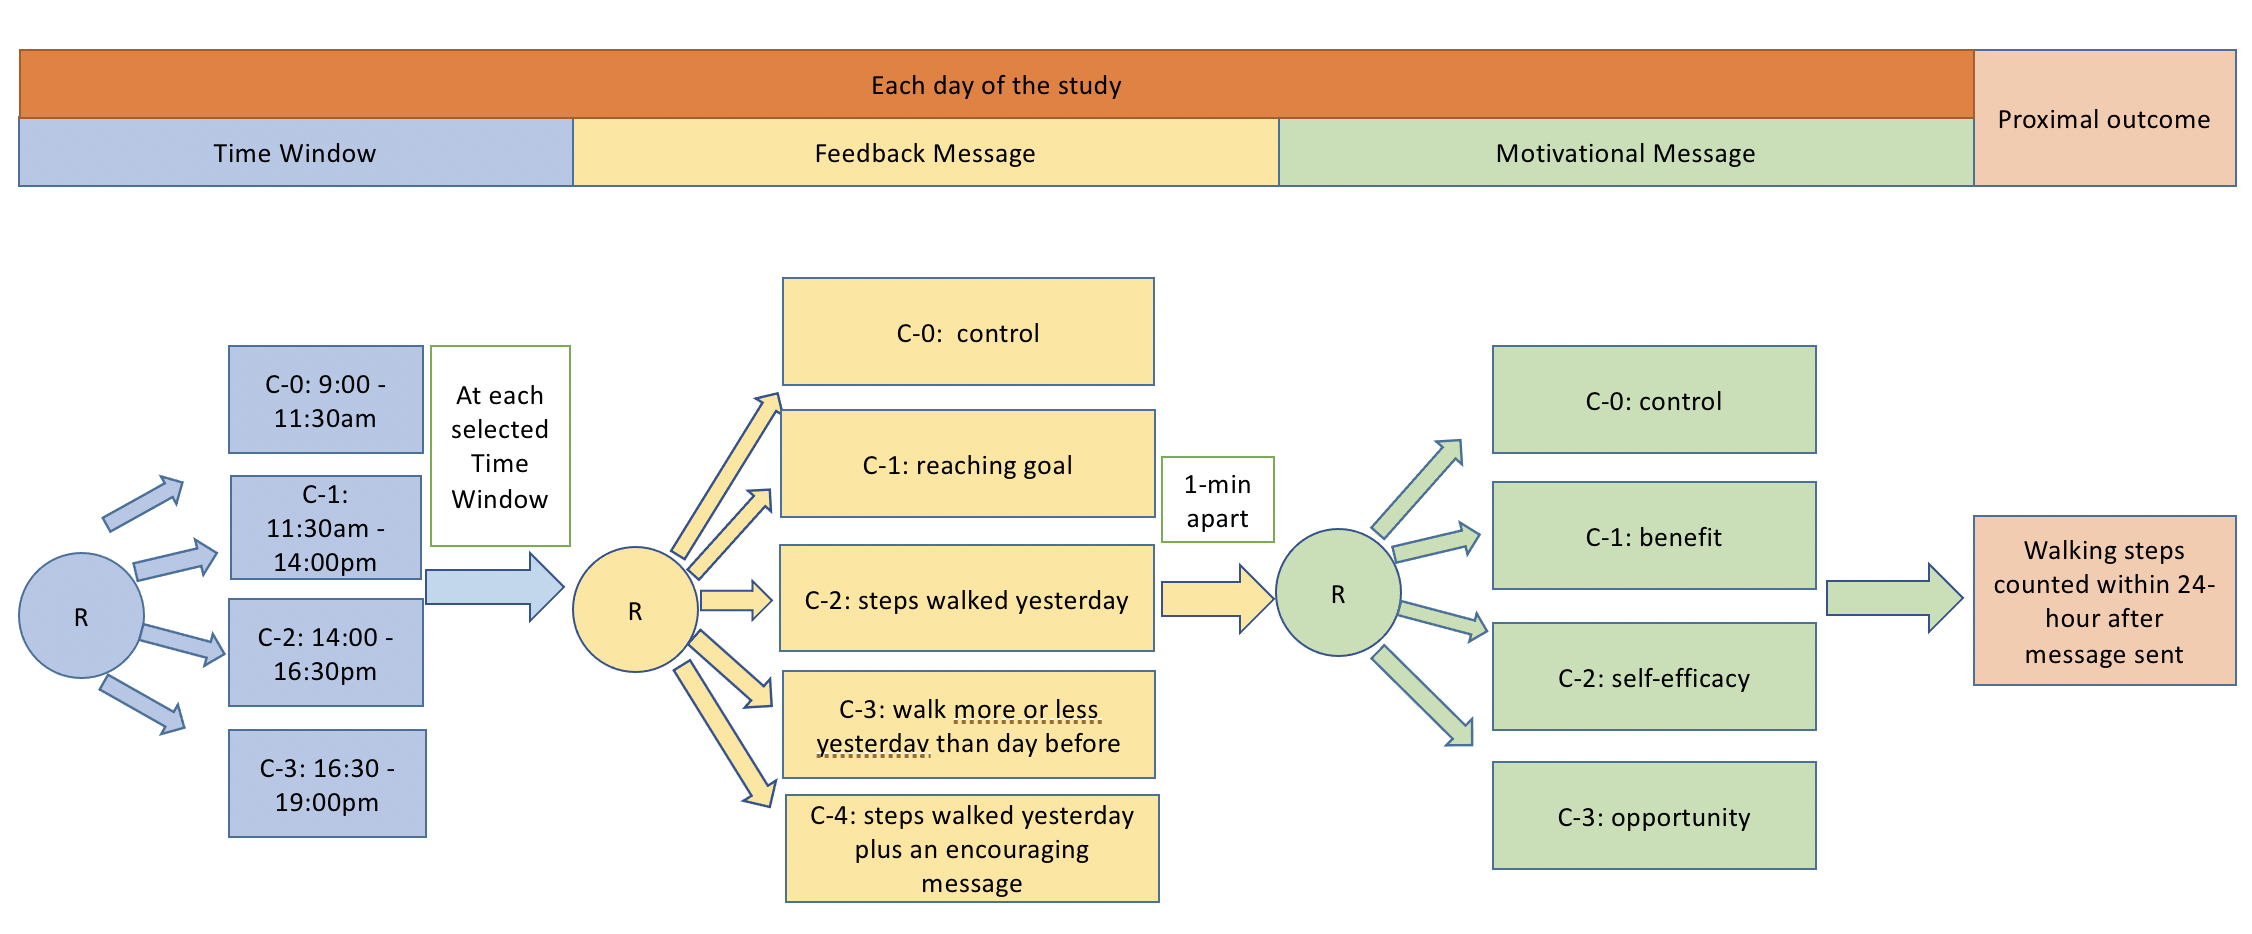 Each day of the study
Proximal outcome
Time Window
Feedback Message
Motivational Message
R
C-0: 9:00 -
11:30am
C-1:
11:30am -
14:00pm
C-2: 14:00 -
16:30pm
C-3: 16:30 -
19:00pm
At each
selected
Time
Window
R
C-0:  control
C-1: reaching goal
C-2: steps walked yesterday
C-3: walk more or less
yesterday than day before
C-4: steps walked yesterday
plus an encouraging
message
1-min
apart
R
C-0: control
C-1: benefit
C-2: self-efficacy
C-3: opportunity
Walking steps
counted within 24-
hour after
message sent